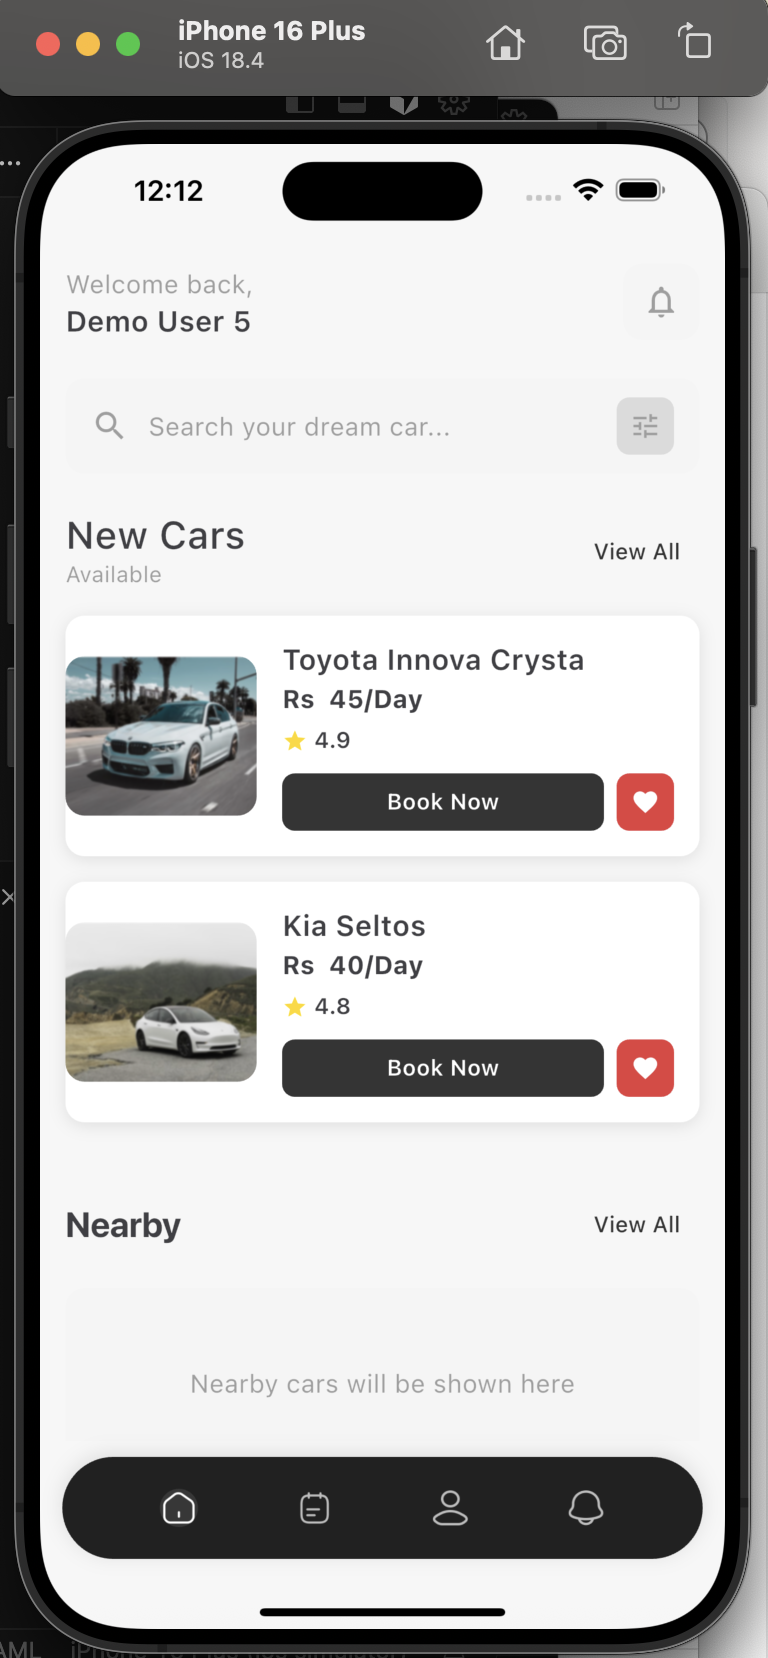 iPhone 16 Plus
iOS 18.4
12:12
Welcome back,
Demo User 5
Search your dream car...
New Cars
Available
View All
Toyota Innova Crysta
Rs 45/Day
4.9
Book Now
Kia Seltos
Rs 40/Day
4.8
Book Now
Nearby
View All
Nearby cars will be shown here